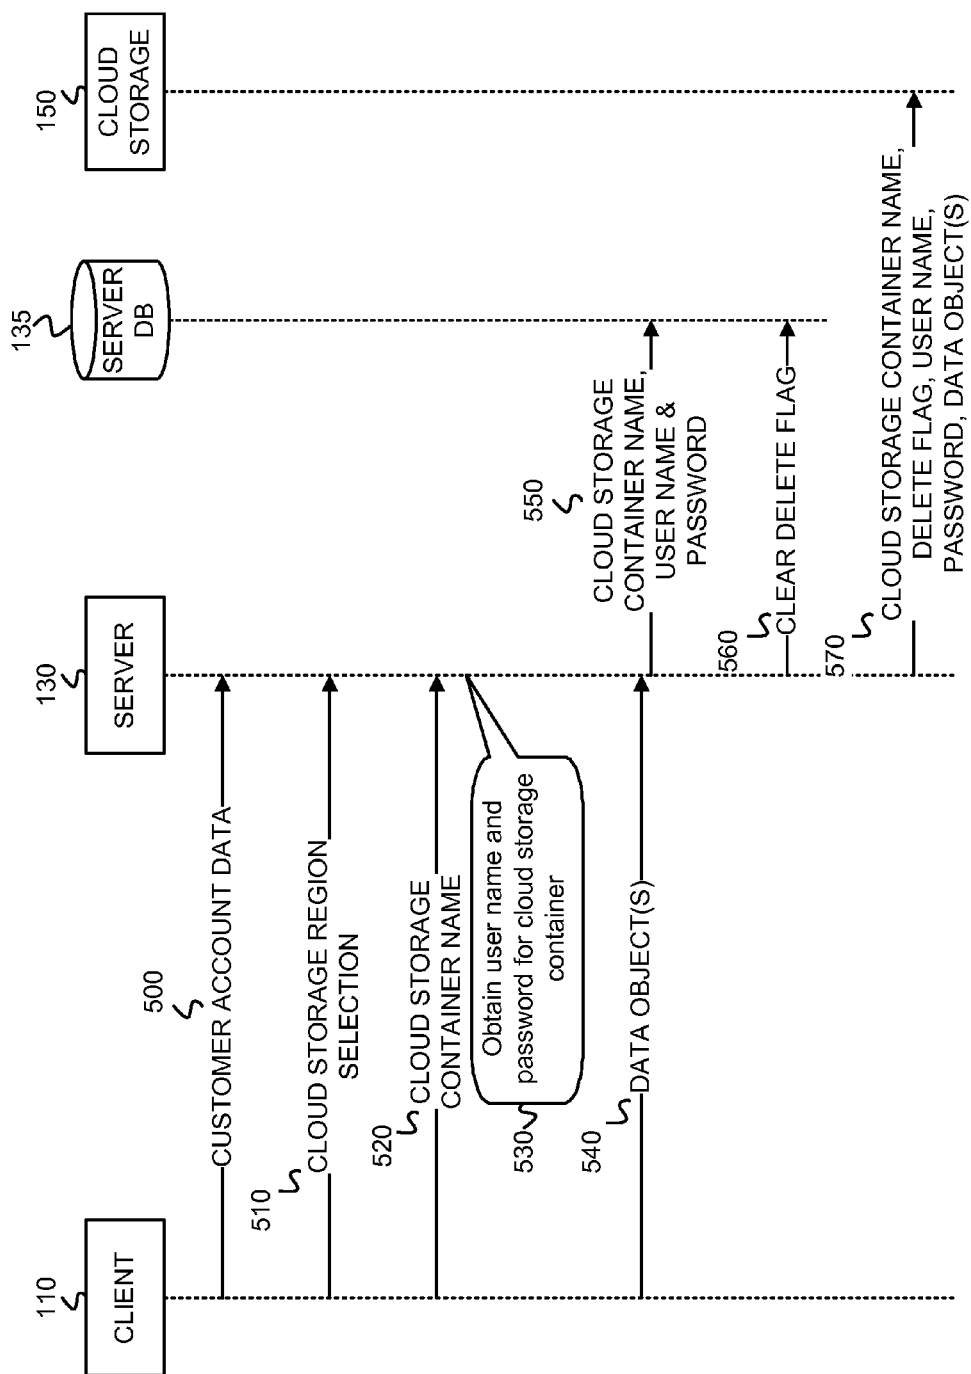 110
CLIENT
130
SERVER
135
SERVER
DB
150
CLOUD
STORAGE
500
CUSTOMER ACCOUNT DATA
510
CLOUD STORAGE REGION
SELECTION
520
CLOUD STORAGE
CONTAINER NAME
530
Obtain user name and
password for cloud storage
container
540
DATA OBJECT(S)
550
CLOUD STORAGE
CONTAINER NAME,
USER NAME &
PASSWORD
560
CLEAR DELETE FLAG
570
CLOUD STORAGE CONTAINER NAME,
DELETE FLAG, USER NAME,
PASSWORD, DATA OBJECT(S)